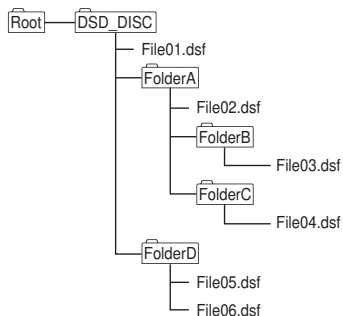 Root DSD_DISC
File01.dsf
FolderA
File02.dsf
FolderB
File03.dsf
FolderC
File04.dsf
FolderD
File05.dsf
File06.dsf